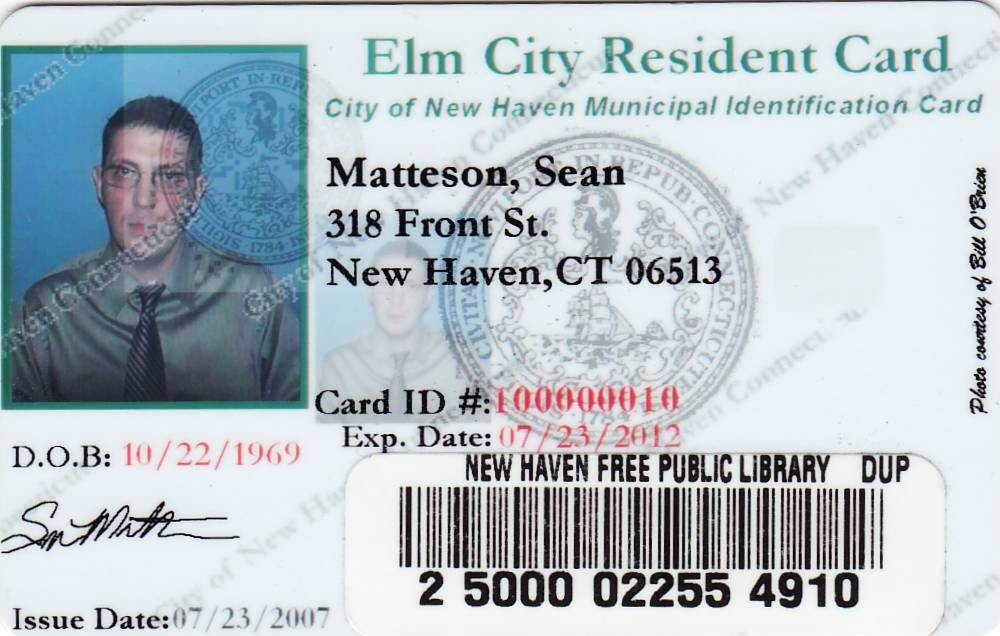 Elm City Resident Card
City of New Haven Municipal Identification Card
Matteson, Sean
318 Front St.
New Haven,CT 06513
Card ID #:100000010
Exp. Date: 07/23/2012
D.O.B: 10/22/1969
Issue Date:07/23/2007
NEW HAVEN FREE PUBLIC LIBRARY DUP
2 5000 02255 4910
Photo courtesy of Bill O'Brien